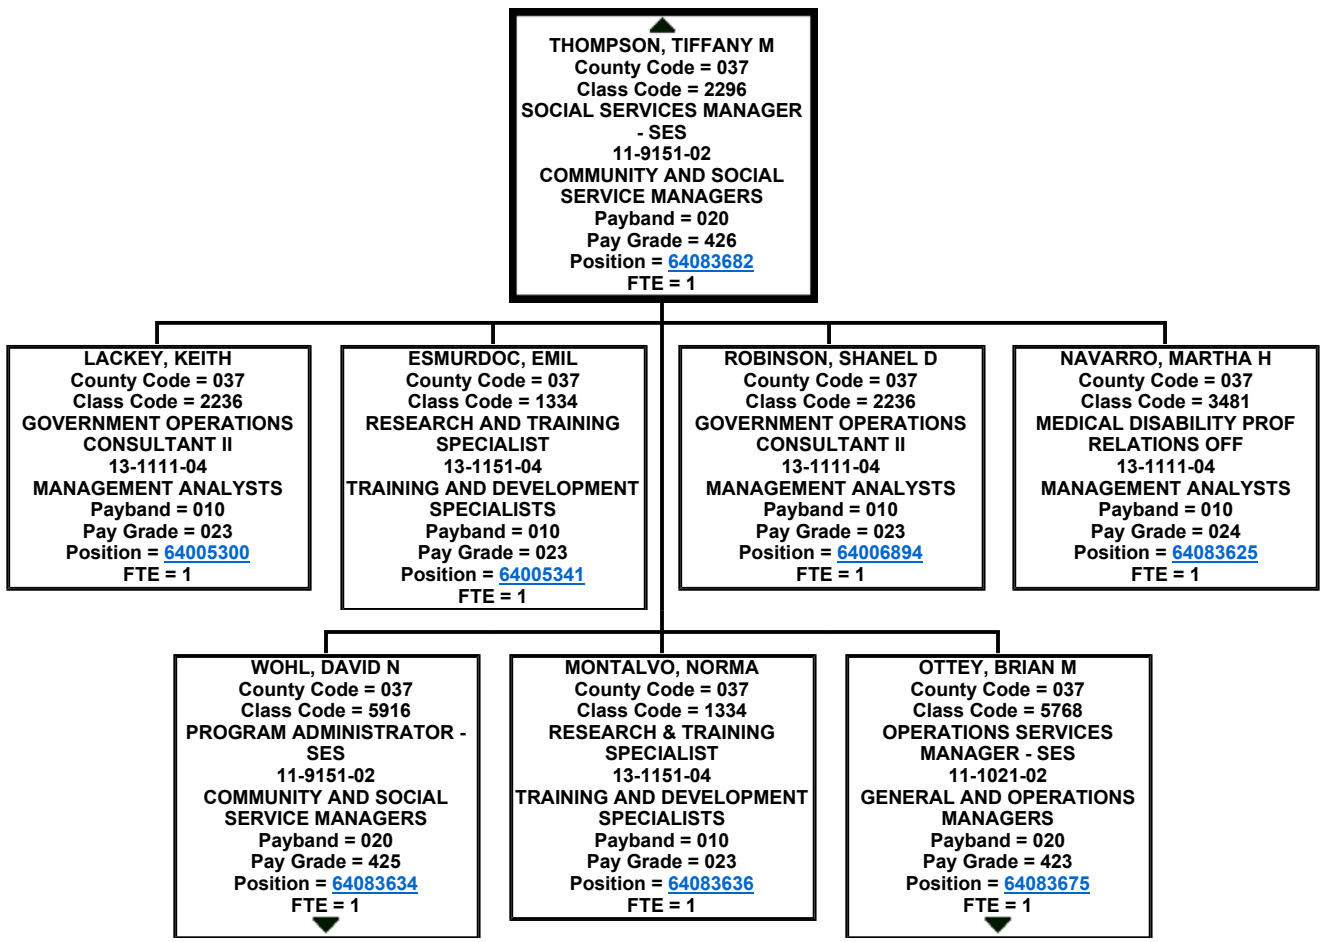 THOMPSON, TIFFANY M
County Code = 037
Class Code = 2296
SOCIAL SERVICES MANAGER
- SES
11-9151-02
COMMUNITY AND SOCIAL
SERVICE MANAGERS
Payband = 020
Pay Grade = 426
Position = 64083682
FTE = 1
LACKEY, KEITH
County Code = 037
Class Code = 2236
GOVERNMENT OPERATIONS
CONSULTANT II
13-1111-04
MANAGEMENT ANALYSTS
Payband = 010
Pay Grade = 023
Position = 64005300
FTE = 1
ESMURDOC, EMIL
County Code = 037
Class Code = 1334
RESEARCH AND TRAINING
SPECIALIST
13-1151-04
TRAINING AND DEVELOPMENT
SPECIALISTS
Payband = 010
Pay Grade = 023
Position = 64005341
FTE = 1
ROBINSON, SHANEL D
County Code = 037
Class Code = 2236
GOVERNMENT OPERATIONS
CONSULTANT II
13-1111-04
MANAGEMENT ANALYSTS
Payband = 010
Pay Grade = 023
Position = 64006894
FTE = 1
NAVARRO, MARTHA H
County Code = 037
Class Code = 3481
MEDICAL DISABILITY PROF
RELATIONS OFF
13-1111-04
MANAGEMENT ANALYSTS
Payband = 010
Pay Grade = 024
Position = 64083625
FTE = 1
WOHL, DAVID N
County Code = 037
Class Code = 5916
PROGRAM ADMINISTRATOR -
SES
11-9151-02
COMMUNITY AND SOCIAL
SERVICE MANAGERS
Payband = 020
Pay Grade = 425
Position = 64083634
FTE = 1
MONTALVO, NORMA
County Code = 037
Class Code = 1334
RESEARCH & TRAINING
SPECIALIST
13-1151-04
TRAINING AND DEVELOPMENT
SPECIALISTS
Payband = 010
Pay Grade = 023
Position = 64083636
FTE = 1
OTTEY, BRIAN M
County Code = 037
Class Code = 5768
OPERATIONS SERVICES
MANAGER - SES
11-1021-02
GENERAL AND OPERATIONS
MANAGERS
Payband = 020
Pay Grade = 423
Position = 64083675
FTE = 1